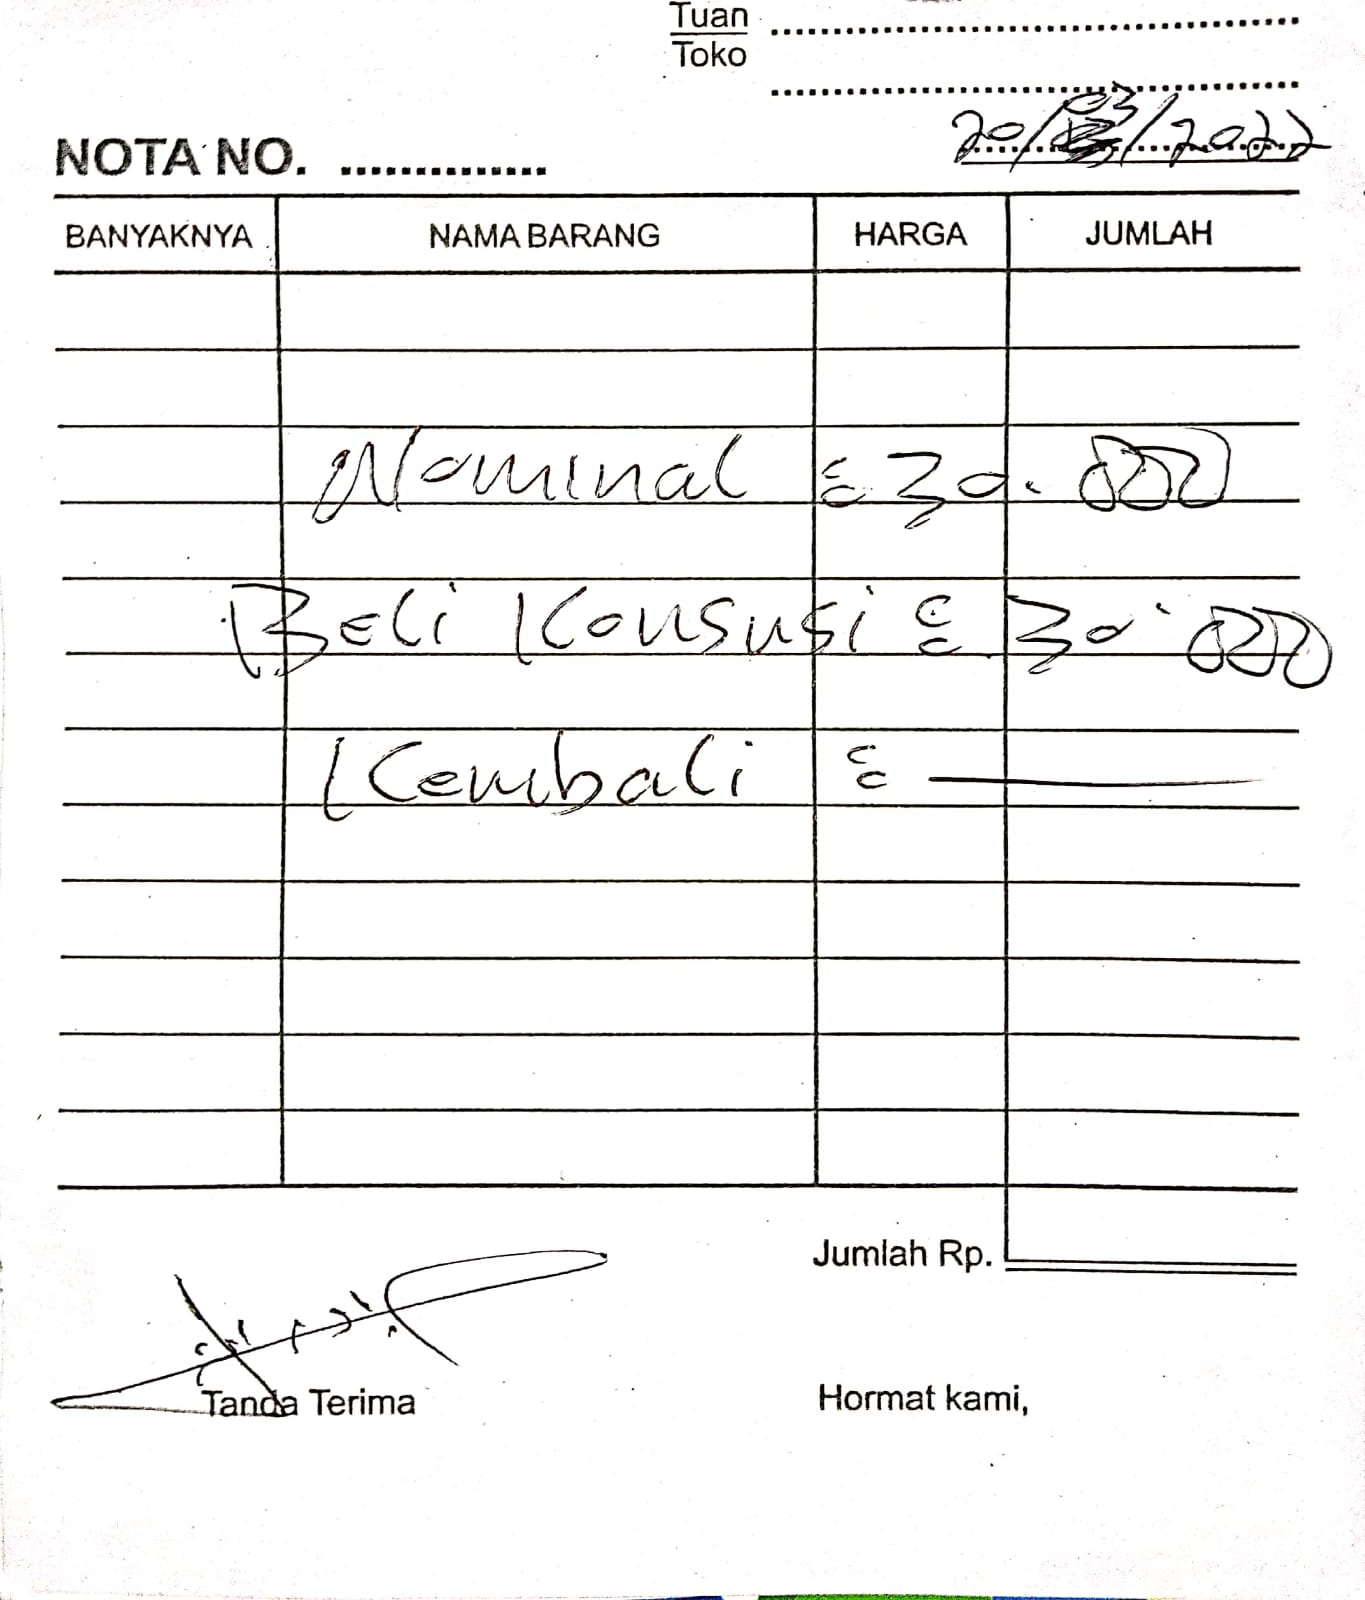 Tuan
Toko
20/03/2022
NOTA NO. ..............
BANYAKNYA NAMA BARANG HARGA JUMLAH
Nominal : 30.000
Beli Konsusi : 30.000
Kembali : —
Jumlah Rp.
Tanda Terima Hormat kami,